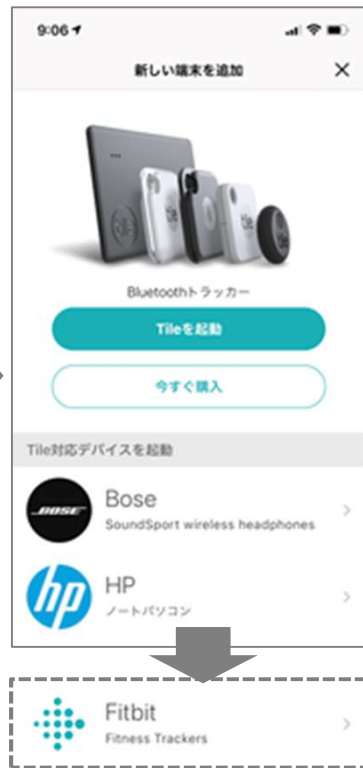 9:06
新しい端末を追加
Bluetoothトラッカー
Tileを起動
今すぐ購入
Tile対応デバイスを起動
BOSE
Bose
SoundSport wireless headphones
hp
HP
ノートパソコン
Fitbit
Fitness Trackers